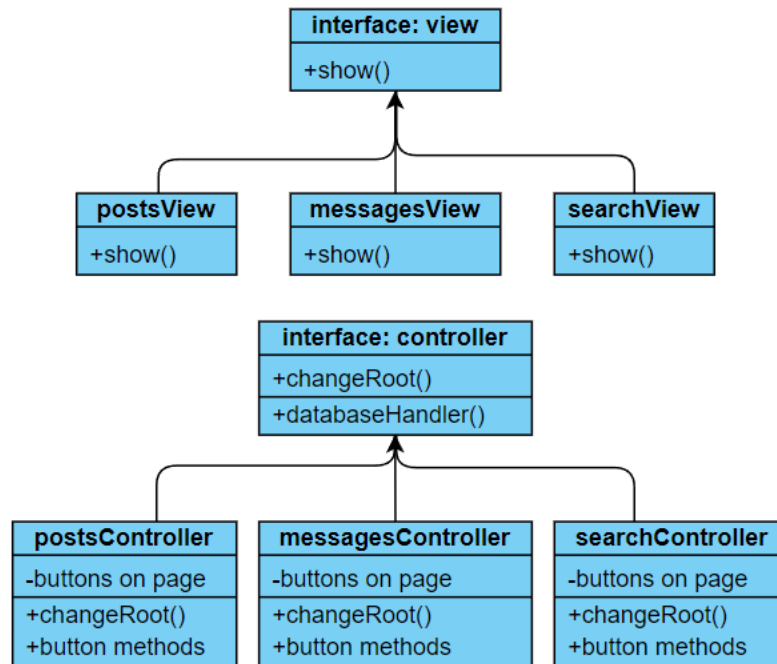 interface: view
+show()
postsView
messagesView
searchView
+show()
+show()
+show()
interface: controller
+changeRoot()
+databaseHandler()
postsController
messagesController
searchController
-buttons on page
-buttons on page
-buttons on page
+changeRoot()
+changeRoot()
+changeRoot()
+button methods
+button methods
+button methods